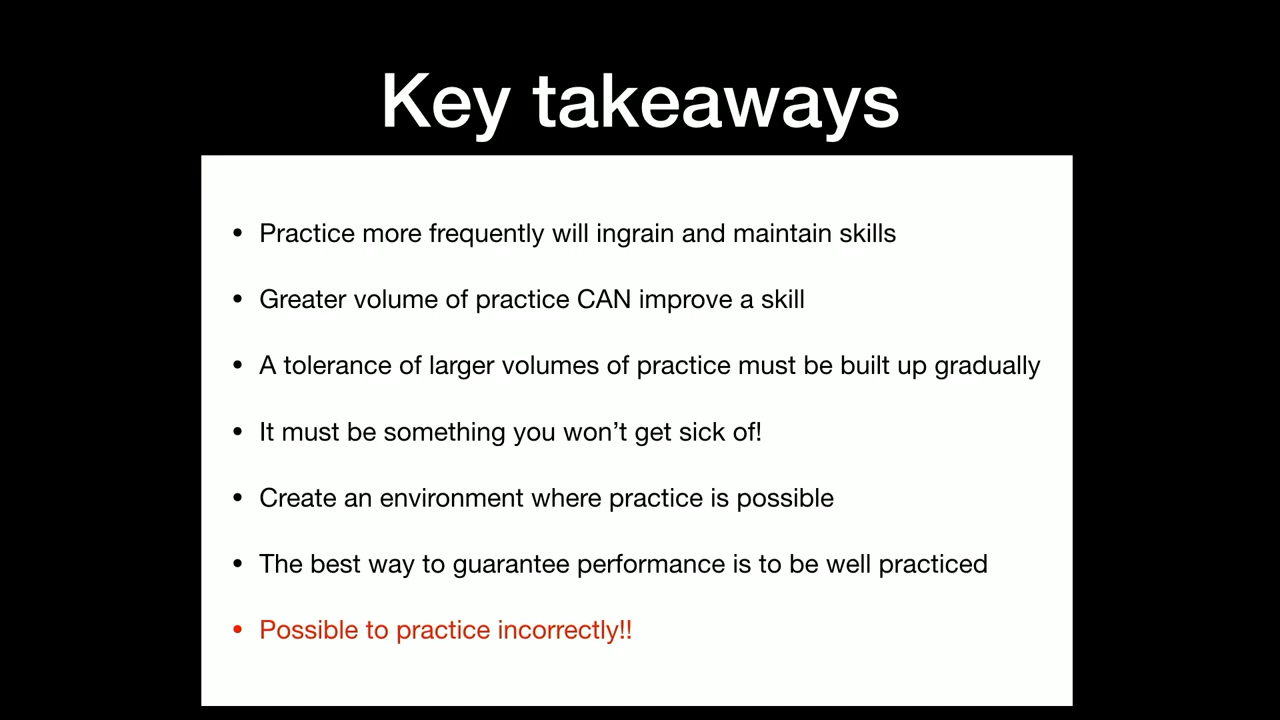 Key takeaways
• Practice more frequently will ingrain and maintain skills
• Greater volume of practice CAN improve a skill
• A tolerance of larger volumes of practice must be built up gradually
• It must be something you won’t get sick of!
• Create an environment where practice is possible
• The best way to guarantee performance is to be well practiced
• Possible to practice incorrectly!!